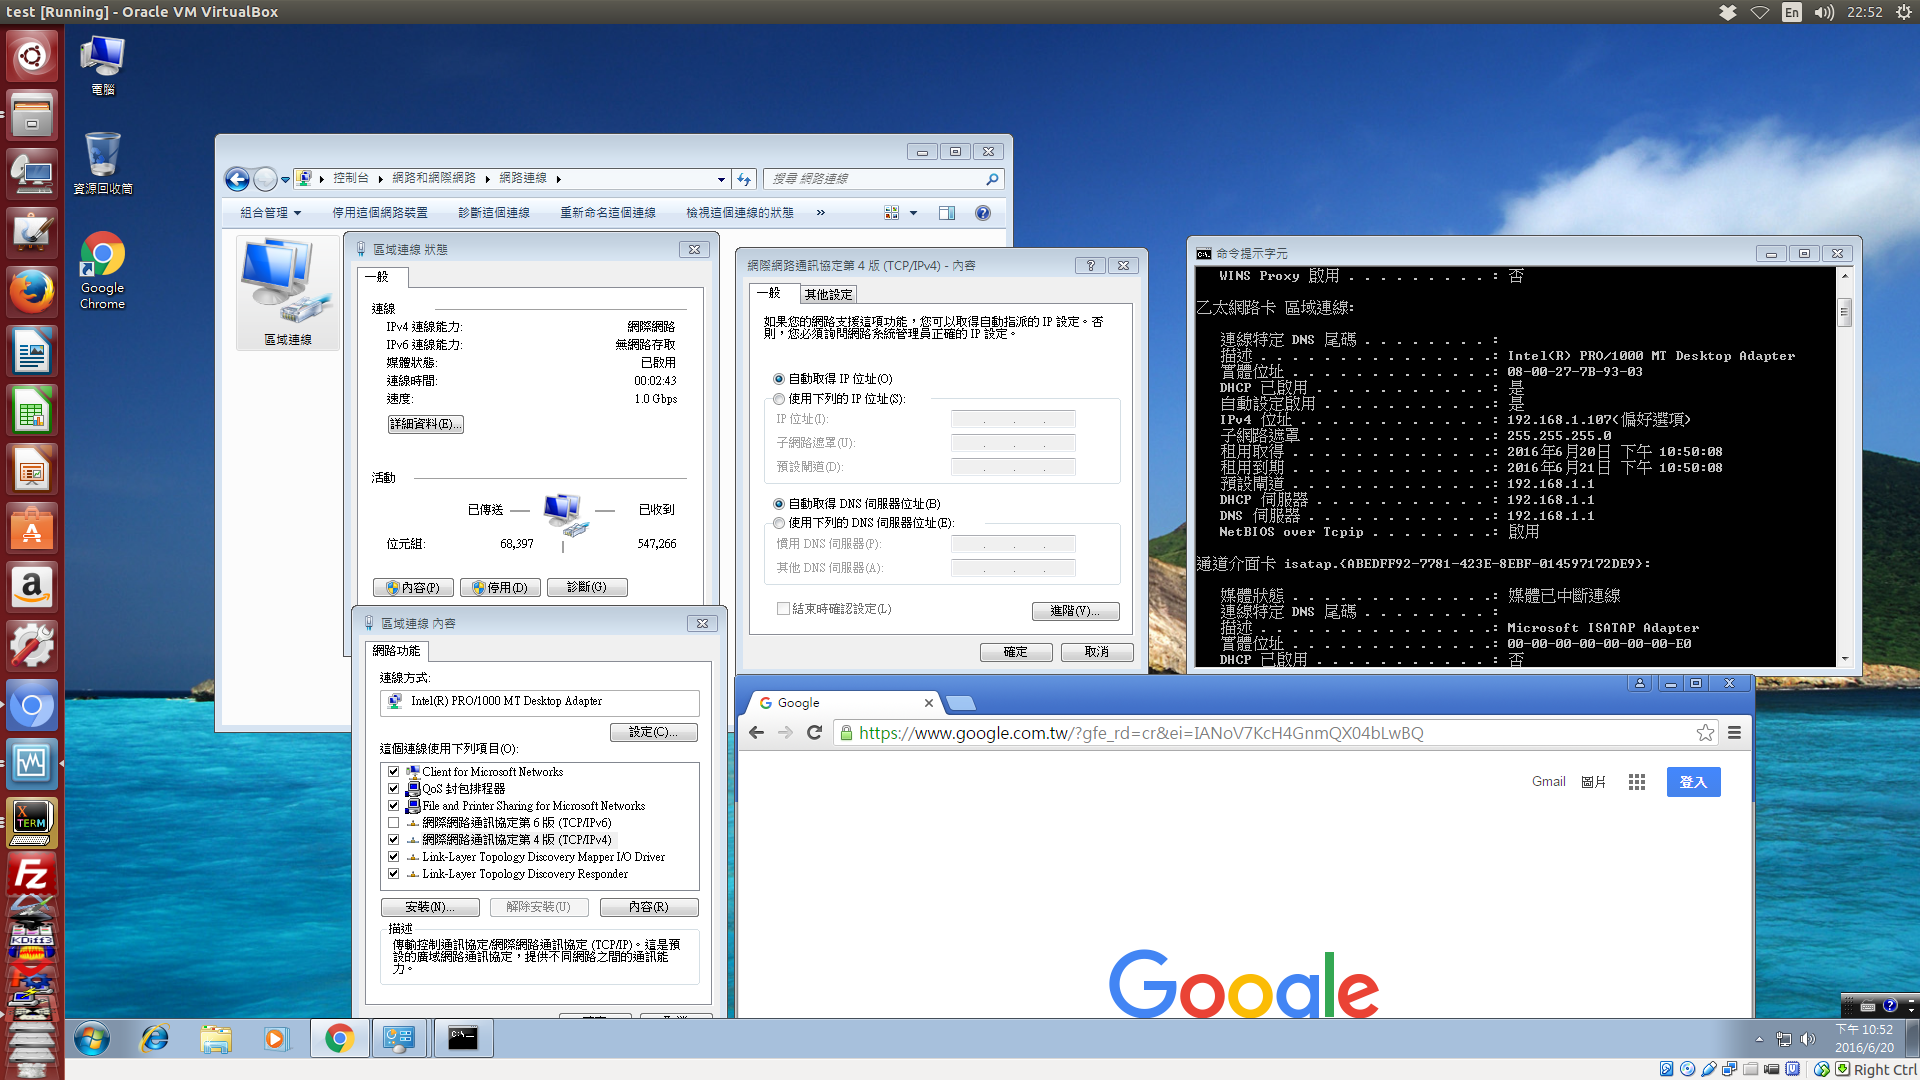 test [Running] - Oracle VM VirtualBox
En
22:52
電腦
資源回收筒
Google
Chrome
控制台
網路和網際網路
網路連線
搜尋 網路連線
組合管理
停用這個網路裝置
診斷這個連線
重新命名這個連線
檢視這個連線的狀態
»
區域連線
區域連線 狀態
一般
連線
IPv4 連線能力:
網際網路
IPv6 連線能力:
無網路存取
媒體狀態:
已啟用
連線時間:
00:02:43
速度:
1.0 Gbps
詳細資料(E)...
活動
已傳送
已收到
位元組:
68,397
547,266
內容(P)
停用(D)
診斷(G)
區域連線 內容
網路功能
連線方式:
Intel(R) PRO/1000 MT Desktop Adapter
設定(C)...
這個連線使用下列項目(O):
Client for Microsoft Networks
QoS 封包排程器
File and Printer Sharing for Microsoft Networks
網際網路通訊協定第 6 版 (TCP/IPv6)
網際網路通訊協定第 4 版 (TCP/IPv4)
Link-Layer Topology Discovery Mapper I/O Driver
Link-Layer Topology Discovery Responder
安裝(N)...
解除安裝(U)
內容(R)
描述
傳輸控制通訊協定/網際網路通訊協定 (TCP/IP)。這是預
設的廣域網路通訊協定，提供不同網路之間的通訊能
力。
網際網路通訊協定第 4 版 (TCP/IPv4) - 內容
一般
其他設定
如果您的網路支援這項功能，您可以取得自動指派的 IP 設定。否
則，您必須詢問網路系統管理員正確的 IP 設定。
自動取得 IP 位址(O)
使用下列的 IP 位址(S):
IP 位址(I):
子網路遮罩(U):
預設閘道(D):
自動取得 DNS 伺服器位址(B)
使用下列的 DNS 伺服器位址(E):
慣用 DNS 伺服器(P):
其他 DNS 伺服器(A):
結束時確認設定(L)
進階(V)...
確定
取消
命令提示字元
WINS Proxy 啟用 . . . . . . . . . : 否
乙太網路卡 區域連線:
連線特定 DNS 尾碼 . . . . . . . . :
描述 . . . . . . . . . . . . . . .: Intel(R) PRO/1000 MT Desktop Adapter
實體位址 . . . . . . . . . . . . .: 08-00-27-7B-93-03
DHCP 已啟用 . . . . . . . . . . . : 是
自動設定啟用 . . . . . . . . . . .: 是
IPv4 位址 . . . . . . . . . . . . : 192.168.1.107(偏好選項)
子網路遮罩 . . . . . . . . . . . .: 255.255.255.0
租用取得 . . . . . . . . . . . . .: 2016年6月20日 下午 10:50:08
租用到期 . . . . . . . . . . . . .: 2016年6月21日 下午 10:50:08
預設閘道 . . . . . . . . . . . . .: 192.168.1.1
DHCP 伺服器 . . . . . . . . . . . : 192.168.1.1
DNS 伺服器 . . . . . . . . . . . .: 192.168.1.1
NetBIOS over Tcpip . . . . . . . .: 啟用
通道介面卡 isatap.{ABEDFF92-7781-423E-8EBF-014597172DE9}:
媒體狀態 . . . . . . . . . . . . .: 媒體已中斷連線
連線特定 DNS 尾碼 . . . . . . . . :
描述 . . . . . . . . . . . . . . .: Microsoft ISATAP Adapter
實體位址 . . . . . . . . . . . . .: 00-00-00-00-00-00-00-E0
DHCP 已啟用 . . . . . . . . . . . : 否
Google
https://www.google.com.tw/?gfe_rd=cr&ei=IANoV7KcH4GnmQX04bLwBQ
Gmail
圖片
登入
Google
X
TERM
FZ
KDiff3
C:\.
下午 10:52
2016/6/20
Right Ctrl